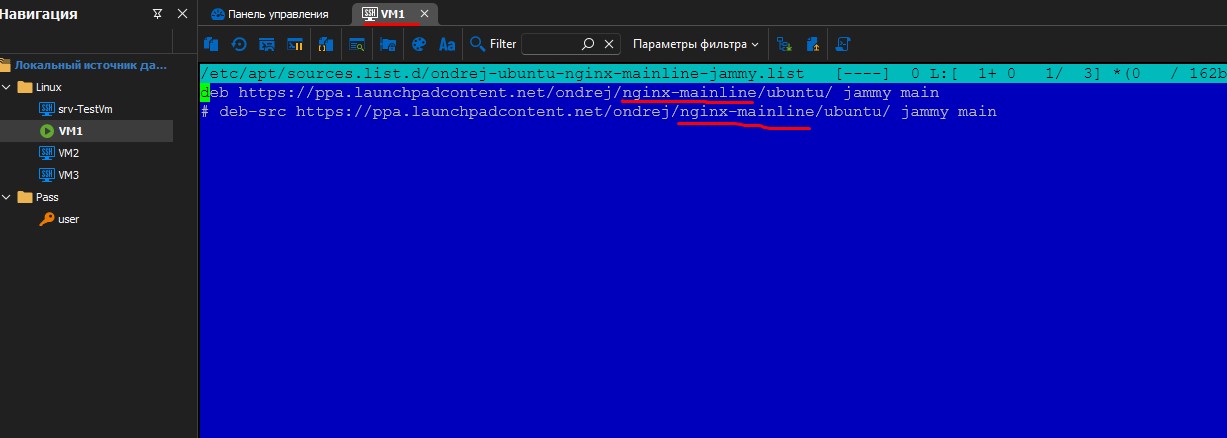 Навигация
Панель управления
VM1
Filter
Параметры фильтра
Локальный источник да...
Linux
srv-TestVm
VM1
VM2
VM3
Pass
user
/etc/apt/sources.list.d/ondrej-ubuntu-nginx-mainline-jammy.list [----] 0 L:[ 1+ 0 1/ 3] *(0 / 162b
deb https://ppa.launchpadcontent.net/ondrej/nginx-mainline/ubuntu/ jammy main
# deb-src https://ppa.launchpadcontent.net/ondrej/nginx-mainline/ubuntu/ jammy main